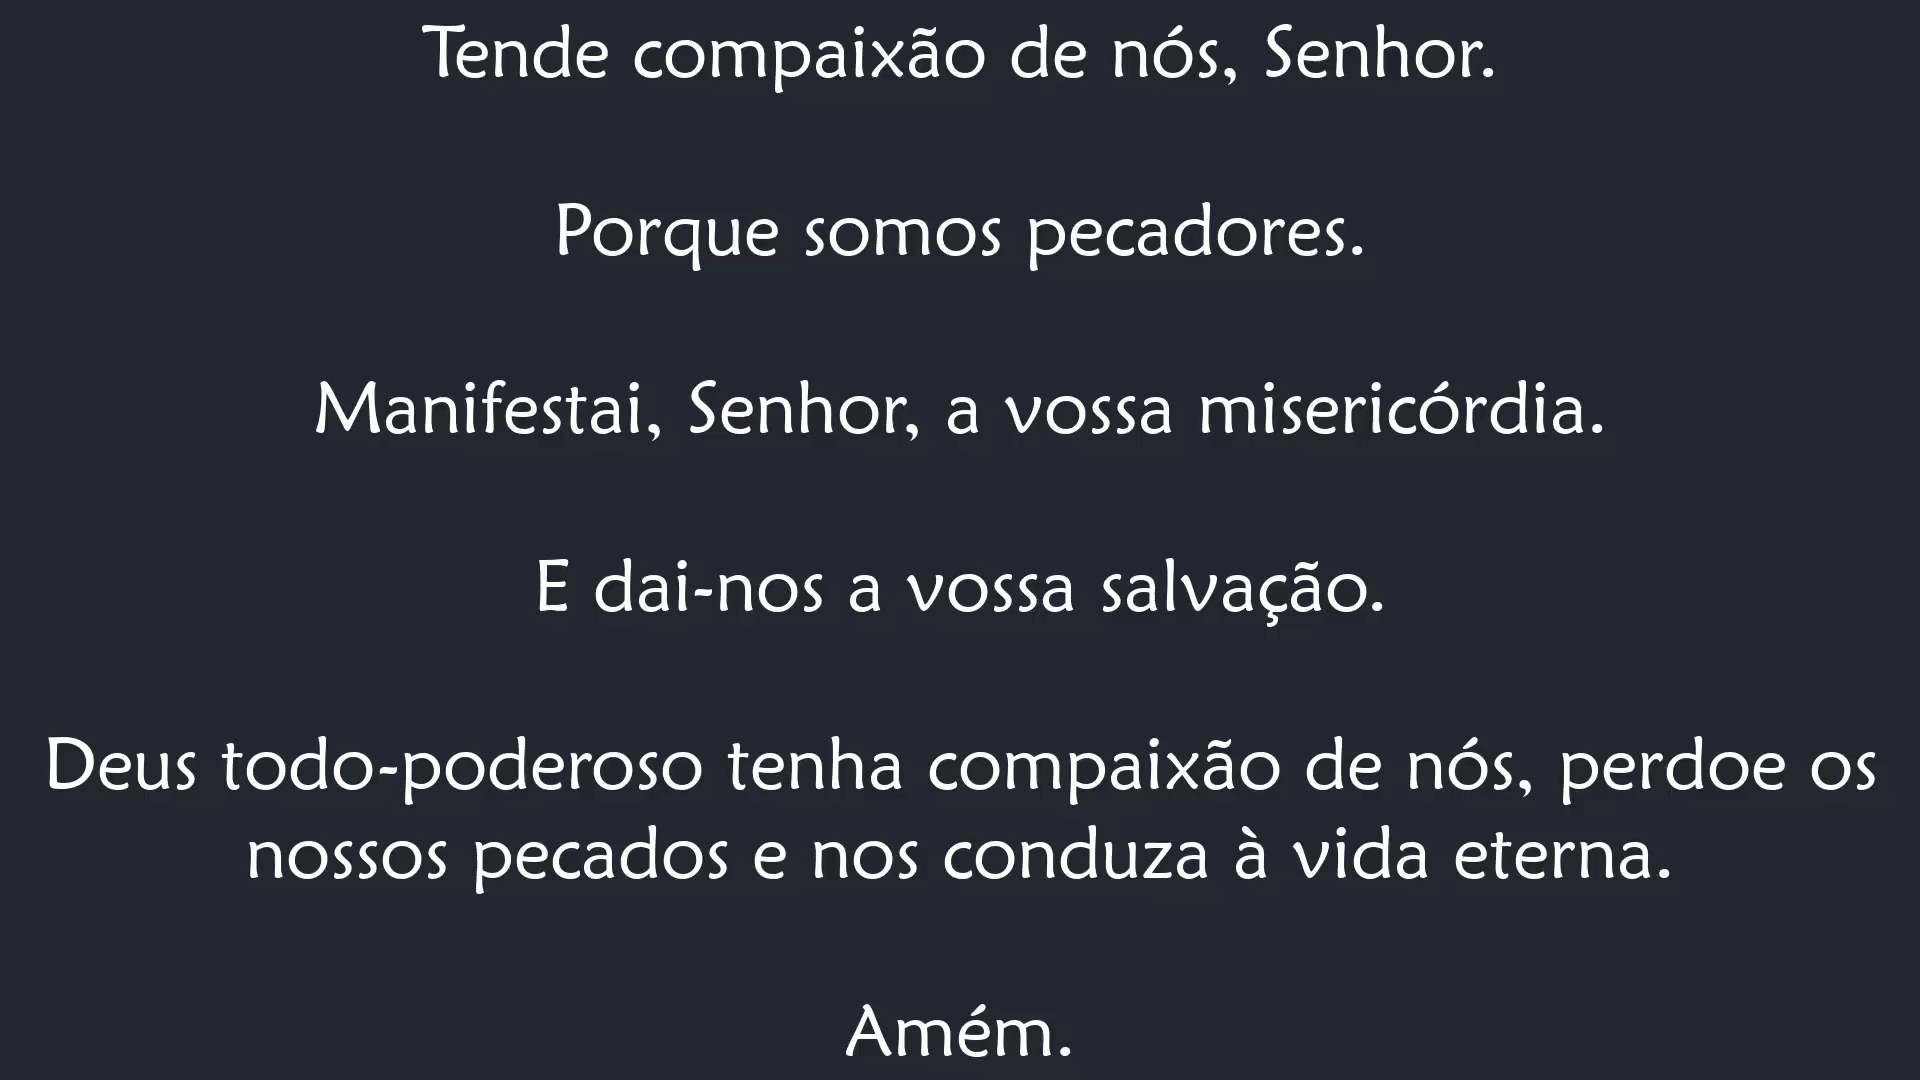 Tende compaixão de nós, Senhor.
Porque somos pecadores.
Manifestai, Senhor, a vossa misericórdia.
E dai-nos a vossa salvação.
Deus todo-poderoso tenha compaixão de nós, perdoe os
nossos pecados e nos conduza à vida eterna.
Amém.